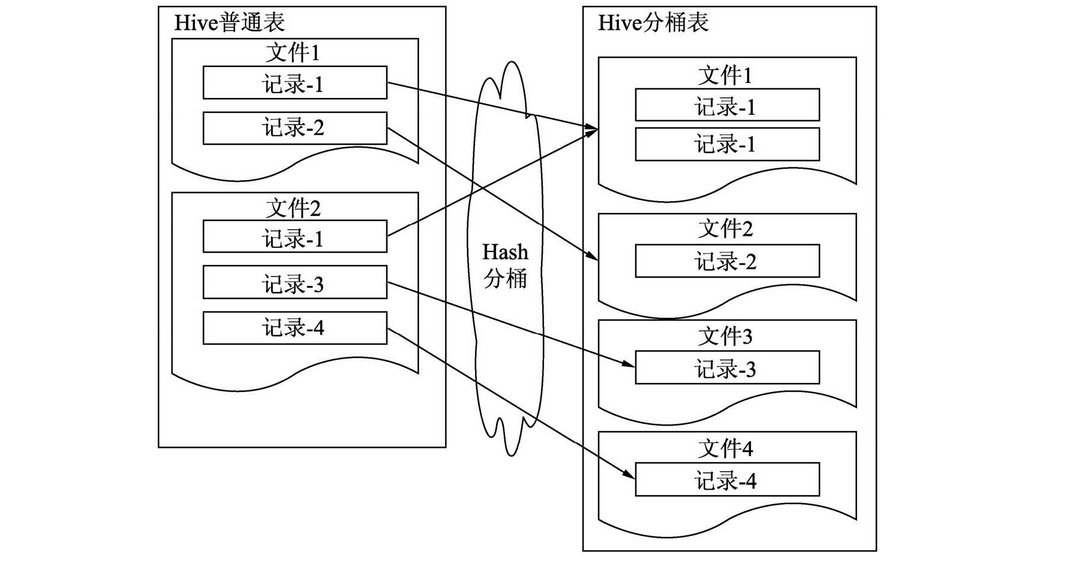 Hive普通表
文件1
记录-1
记录-2
文件2
记录-1
记录-3
记录-4
Hash
分桶
Hive分桶表
文件1
记录-1
记录-1
文件2
记录-2
文件3
记录-3
文件4
记录-4